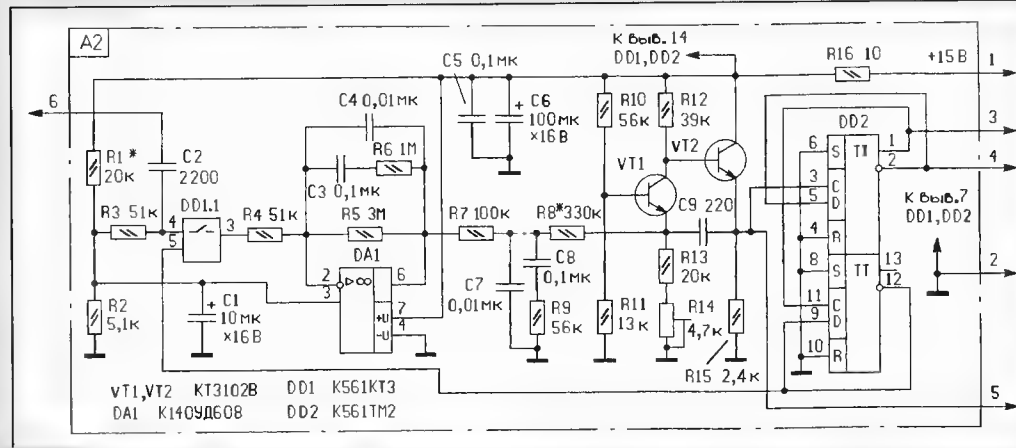 A2
К выв.14
DD1,DD2
R16 10
+15В
1
6
C5 0,1мк
C4 0,01мк
C6
100мк
×16В
R10
56к
R12
39к
DD2
3
4
R1*
20к
C2
2200
R6 1М
C3 0,1мк
VT1
VT2
6
S
TT
1
2
3
C
5
D
К выв.7
DD1,DD2
R3 51к
4
DD1.1
3
R4 51к
R5 3М
R7 100к
R8*330к
C9 220
4
R
5
DA1
8
S
TT
13
12
2
▷∞
6
C8
0,1мк
R13
20к
2
3
7
+U
4
-U
C7
0,01мк
11
C
9
D
R2
5,1к
C1
10мк
×16В
R9
56к
R11
13к
R14
4,7к
10
R
R15 2,4к
5
VT1,VT2 КТ3102В DD1 К561КТ3
DA1 К140УД608 DD2 К561ТМ2